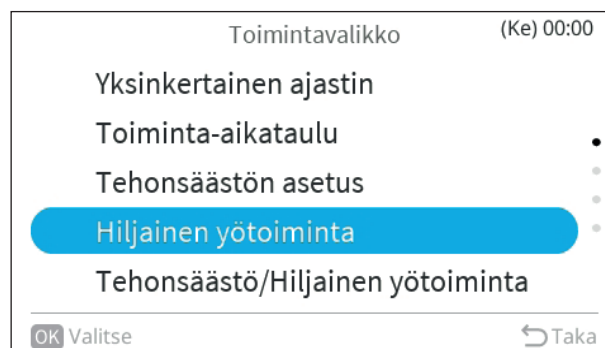 Toimintavalikko (Ke) 00:00
Yksinkertainen ajastin
Toiminta-aikataulu
Tehonsäästön asetus
Hiljainen yötoiminta
Tehonsäästö/Hiljainen yötoiminta
OK Valitse Taka